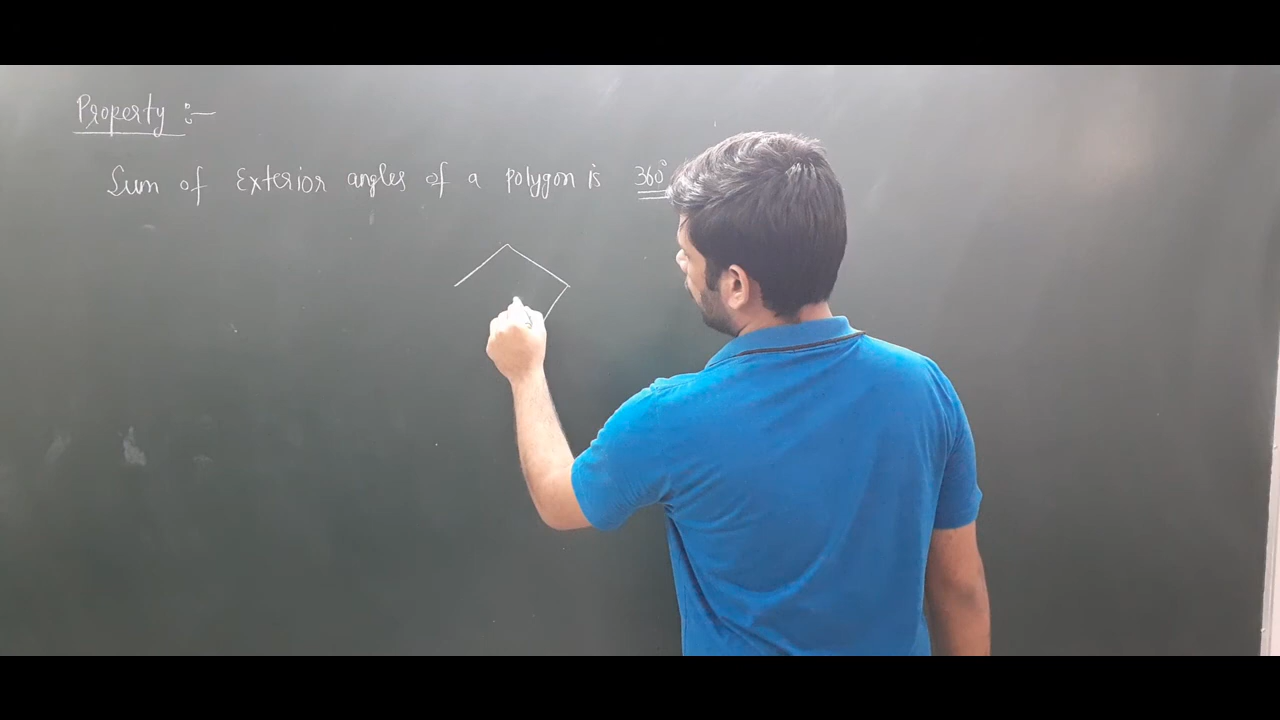 Property :-
Sum of Exterior angles of a polygon is 360°